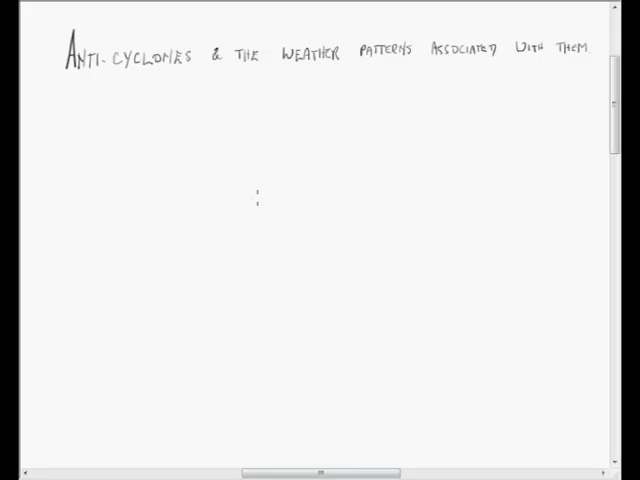 ANTI-CYCLONES & THE WEATHER PATTERNS ASSOCIATED WITH THEM